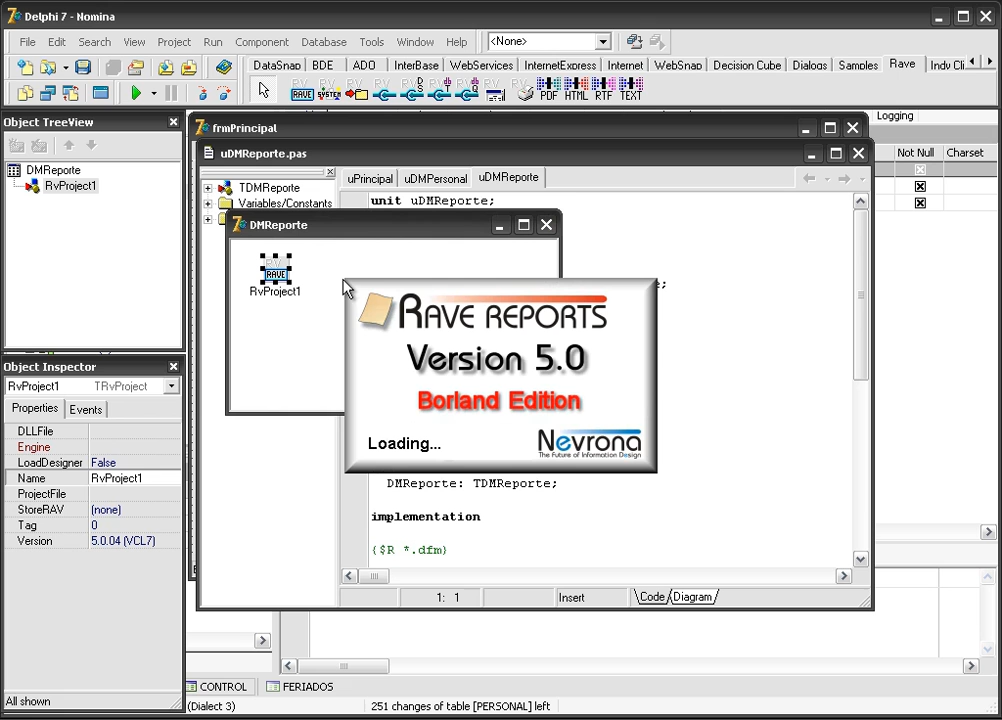 Delphi 7 - Nomina
File Edit Search View Project Run Component Database Tools Window Help <None>
DataSnap BDE ADO InterBase WebServices InternetExpress Internet WebSnap Decision Cube Dialogs Samples Rave Indy Cli
RAVE SYSTEM PDF HTML RTF TEXT
Object TreeView
DMReporte
RvProject1
frmPrincipal
Logging
Not Null Charset
uDMReporte.pas
uPrincipal uDMPersonal uDMReporte
TDMReporte
Variables/Constants
unit uDMReporte;
DMReporte
RAVE
RvProject1
e;
RAVE REPORTS
Version 5.0
Borland Edition
Loading...
Nevrona
The Future of Information Design
DMReporte: TDMReporte;
implementation
{$R *.dfm}
1: 1 Insert Code Diagram
Object Inspector
RvProject1 TRvProject
Properties Events
DLLFile
Engine
LoadDesigner False
Name RvProject1
ProjectFile
StoreRAV (none)
Tag 0
Version 5.0.04 (VCL7)
All shown
CONTROL FERIADOS
(Dialect 3) 251 changes of table [PERSONAL] left